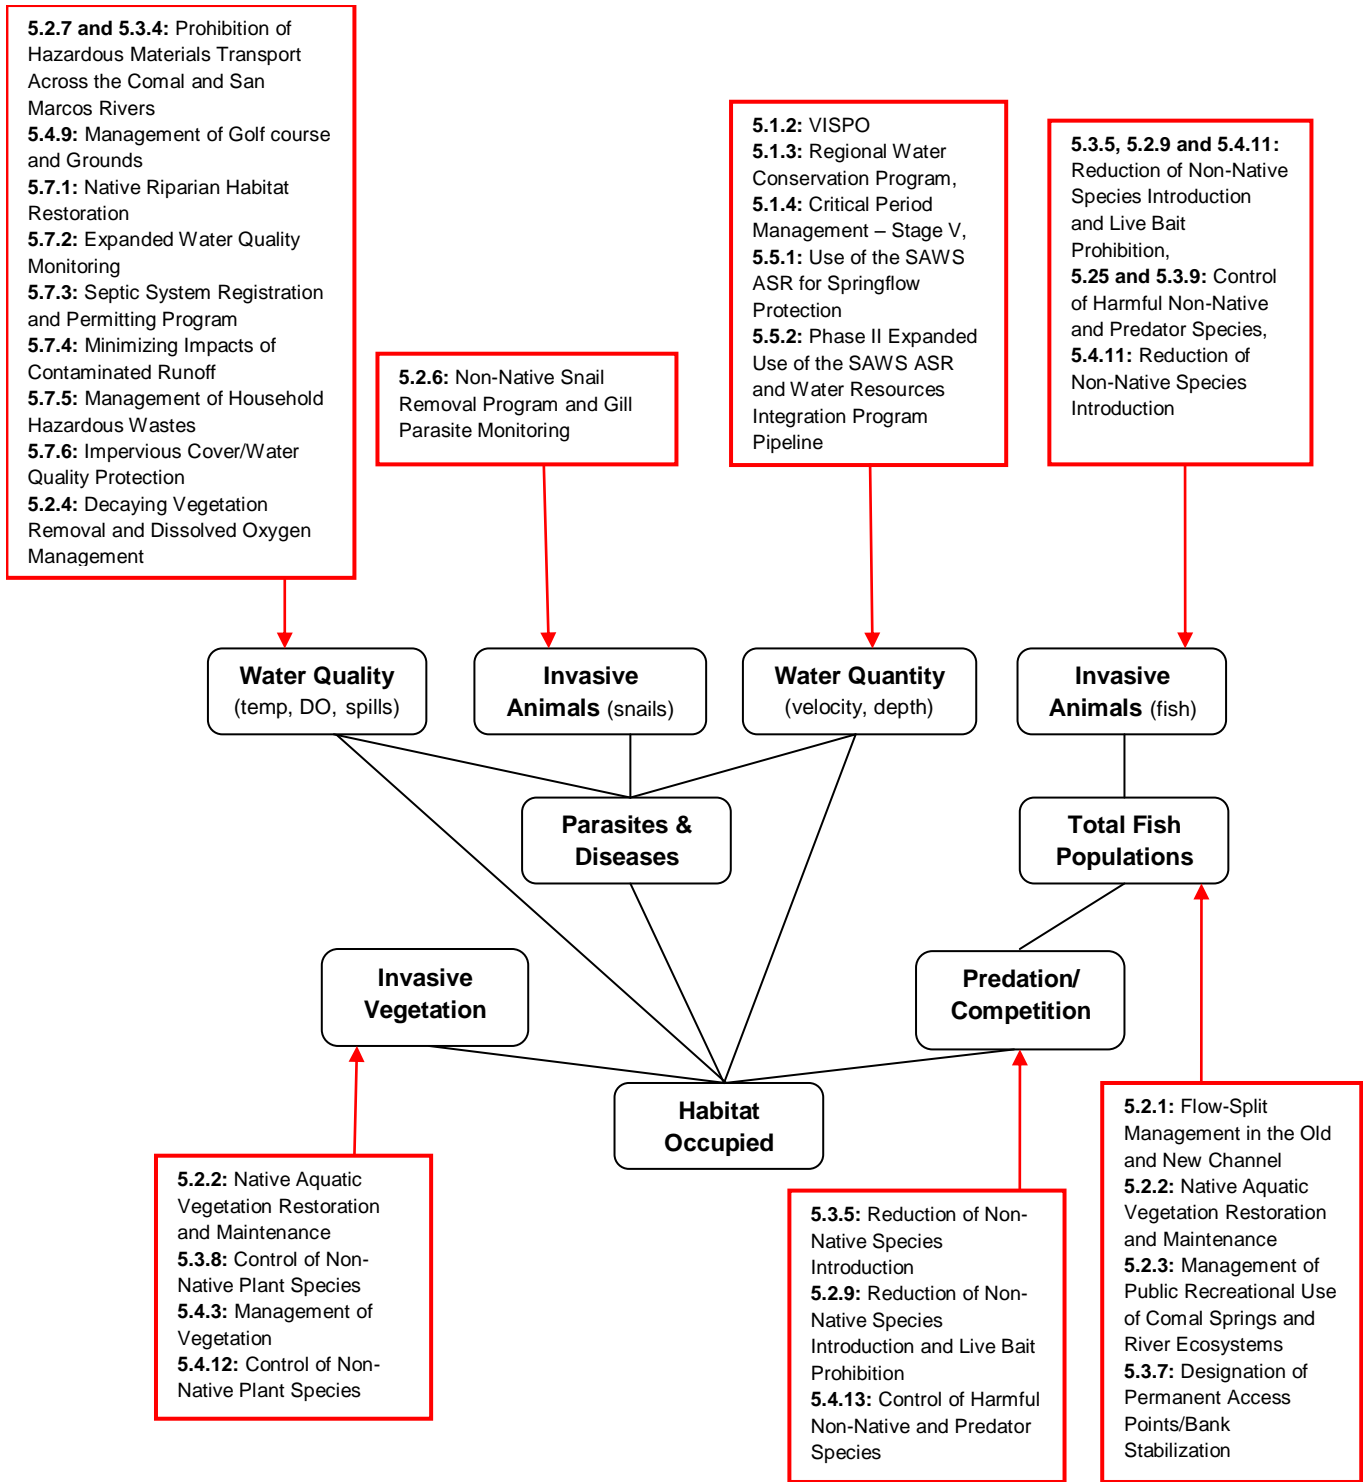 5.2.7 and 5.3.4: Prohibition of
Hazardous Materials Transport
Across the Comal and San
Marcos Rivers
5.4.9: Management of Golf course
and Grounds
5.7.1: Native Riparian Habitat
Restoration
5.7.2: Expanded Water Quality
Monitoring
5.7.3: Septic System Registration
and Permitting Program
5.7.4: Minimizing Impacts of
Contaminated Runoff
5.7.5: Management of Household
Hazardous Wastes
5.7.6: Impervious Cover/Water
Quality Protection
5.2.4: Decaying Vegetation
Removal and Dissolved Oxygen
Management
5.2.6: Non-Native Snail
Removal Program and Gill
Parasite Monitoring
5.1.2: VISPO
5.1.3: Regional Water
Conservation Program,
5.1.4: Critical Period
Management – Stage V,
5.5.1: Use of the SAWS
ASR for Springflow
Protection
5.5.2: Phase II Expanded
Use of the SAWS ASR
and Water Resources
Integration Program
Pipeline
5.3.5, 5.2.9 and 5.4.11:
Reduction of Non-Native
Species Introduction
and Live Bait
Prohibition,
5.25 and 5.3.9: Control
of Harmful Non-Native
and Predator Species,
5.4.11: Reduction of
Non-Native Species
Introduction
Water Quality
(temp, DO, spills)
Invasive
Animals (snails)
Water Quantity
(velocity, depth)
Invasive
Animals (fish)
Parasites &
Diseases
Total Fish
Populations
Invasive
Vegetation
Predation/
Competition
Habitat
Occupied
5.2.2: Native Aquatic
Vegetation Restoration
and Maintenance
5.3.8: Control of Non-
Native Plant Species
5.4.3: Management of
Vegetation
5.4.12: Control of Non-
Native Plant Species
5.3.5: Reduction of Non-
Native Species
Introduction
5.2.9: Reduction of Non-
Native Species
Introduction and Live Bait
Prohibition
5.4.13: Control of Harmful
Non-Native and Predator
Species
5.2.1: Flow-Split
Management in the Old
and New Channel
5.2.2: Native Aquatic
Vegetation Restoration
and Maintenance
5.2.3: Management of
Public Recreational Use
of Comal Springs and
River Ecosystems
5.3.7: Designation of
Permanent Access
Points/Bank
Stabilization